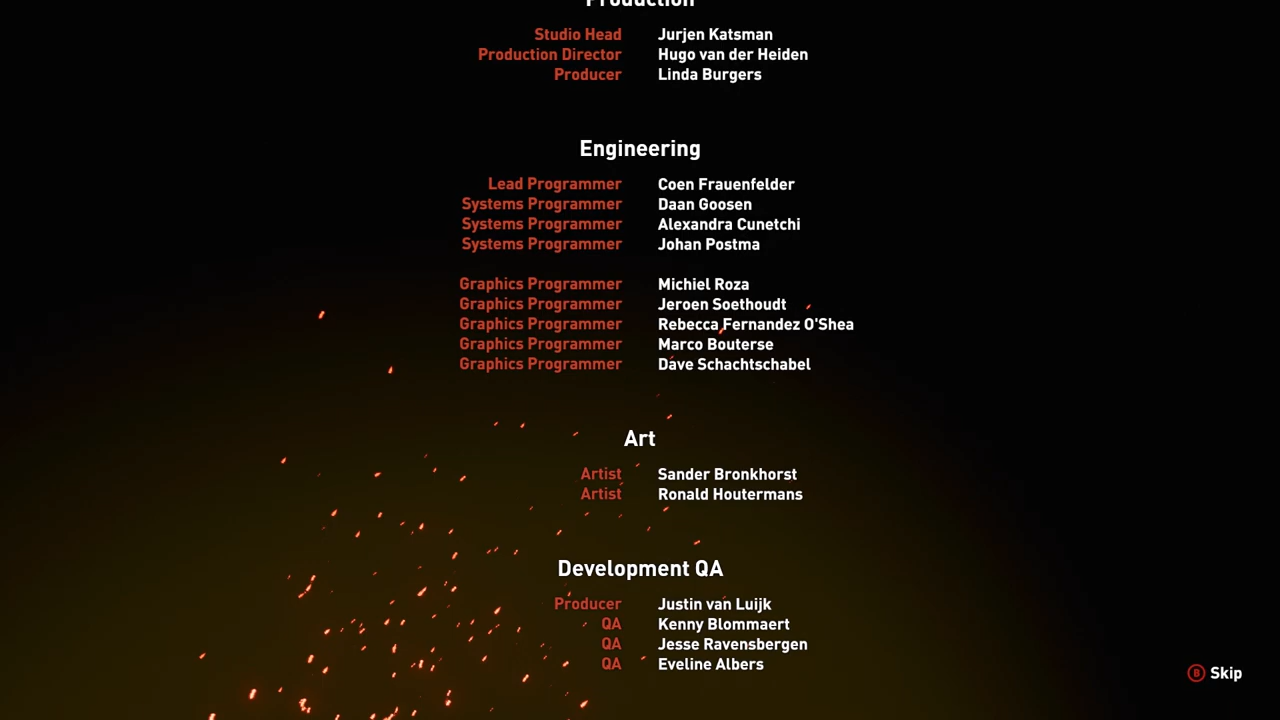 Production
Studio Head Jurjen Katsman
Production Director Hugo van der Heiden
Producer Linda Burgers
Engineering
Lead Programmer Coen Frauenfelder
Systems Programmer Daan Goosen
Systems Programmer Alexandra Cunetchi
Systems Programmer Johan Postma
Graphics Programmer Michiel Roza
Graphics Programmer Jeroen Soethoudt
Graphics Programmer Rebecca Fernandez O'Shea
Graphics Programmer Marco Bouterse
Graphics Programmer Dave Schachtschabel
Art
Artist Sander Bronkhorst
Artist Ronald Houtermans
Development QA
Producer Justin van Luijk
QA Kenny Blommaert
QA Jesse Ravensbergen
QA Eveline Albers
B Skip